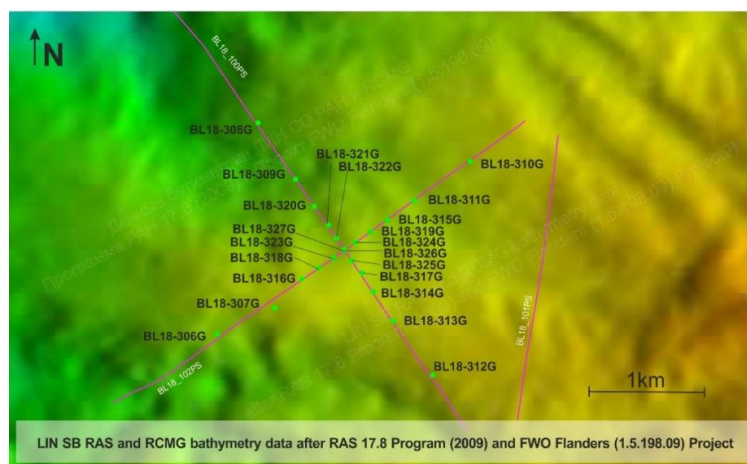 N
BL18_100PS
BL18-308G
BL18-321G
BL18-322G
BL18-310G
BL18-309G
BL18-311G
BL18-320G
BL18-315G
BL18-327G
BL18-319G
BL18-323G
BL18-324G
BL18-318G
BL18-326G
BL18-325G
BL18-316G
BL18-317G
BL18-307G
BL18-314G
BL18-313G
BL18-306G
BL18_101PS
BL18-312G
BL18_102PS
1km
LIN SB RAS and RCMG bathymetry data after RAS 17.8 Program (2009) and FWO Flanders (1.5.198.09) Project